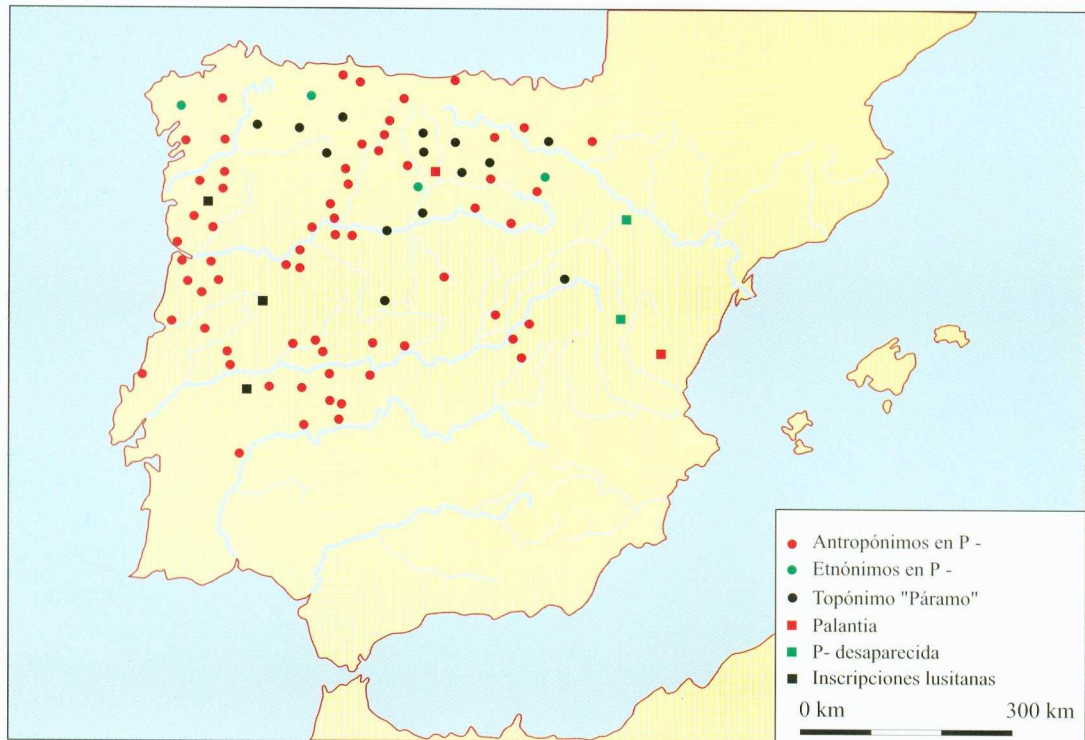 Antropónimos en P -
Etnónimos en P -
Topónimo "Páramo"
Palantia
P- desaparecida
Inscripciones lusitanas
0 km 300 km